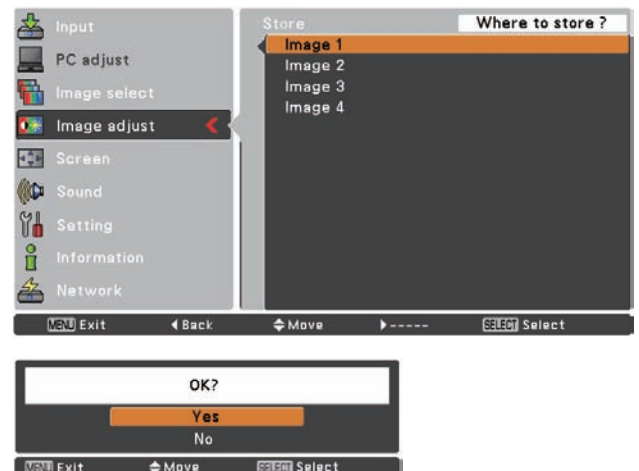 Input
PC adjust
Image select
Image adjust
Screen
Sound
Setting
Information
Network
Store
Where to store ?
Image 1
Image 2
Image 3
Image 4
MENU Exit ◀ Back Move ▶ ----- SELECT Select
OK?
Yes
No
MENU Exit Move SELECT Select